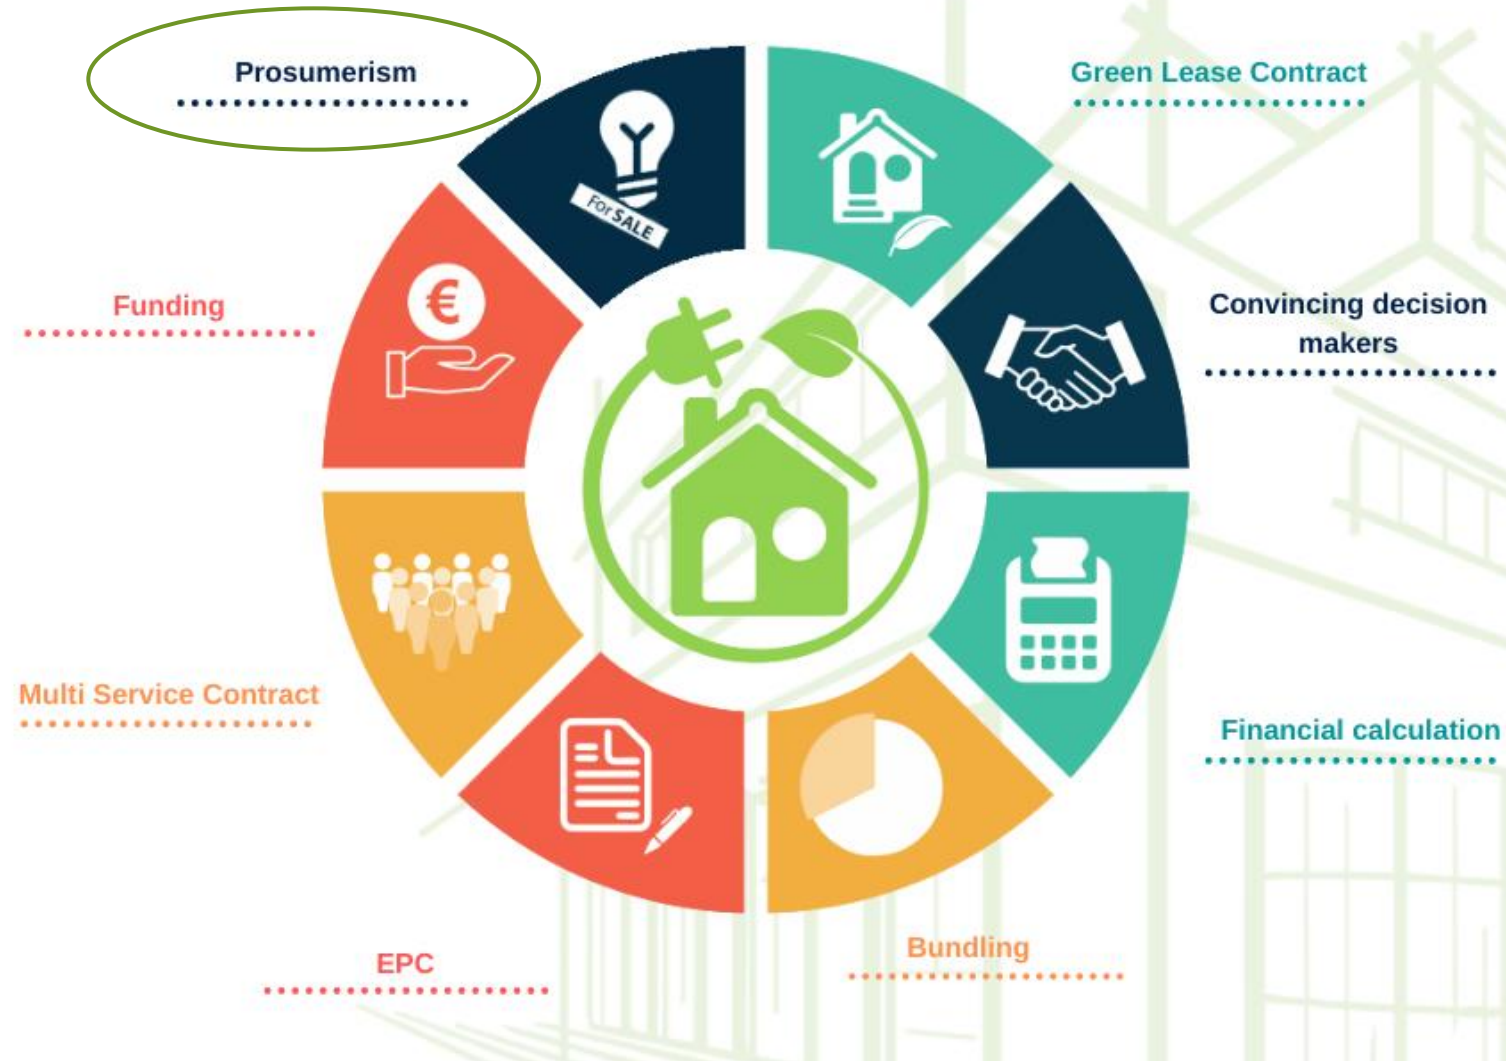 Prosumerism
Green Lease Contract
For SALE
Funding
€
Convincing decision
makers
Multi Service Contract
Financial calculation
EPC
Bundling